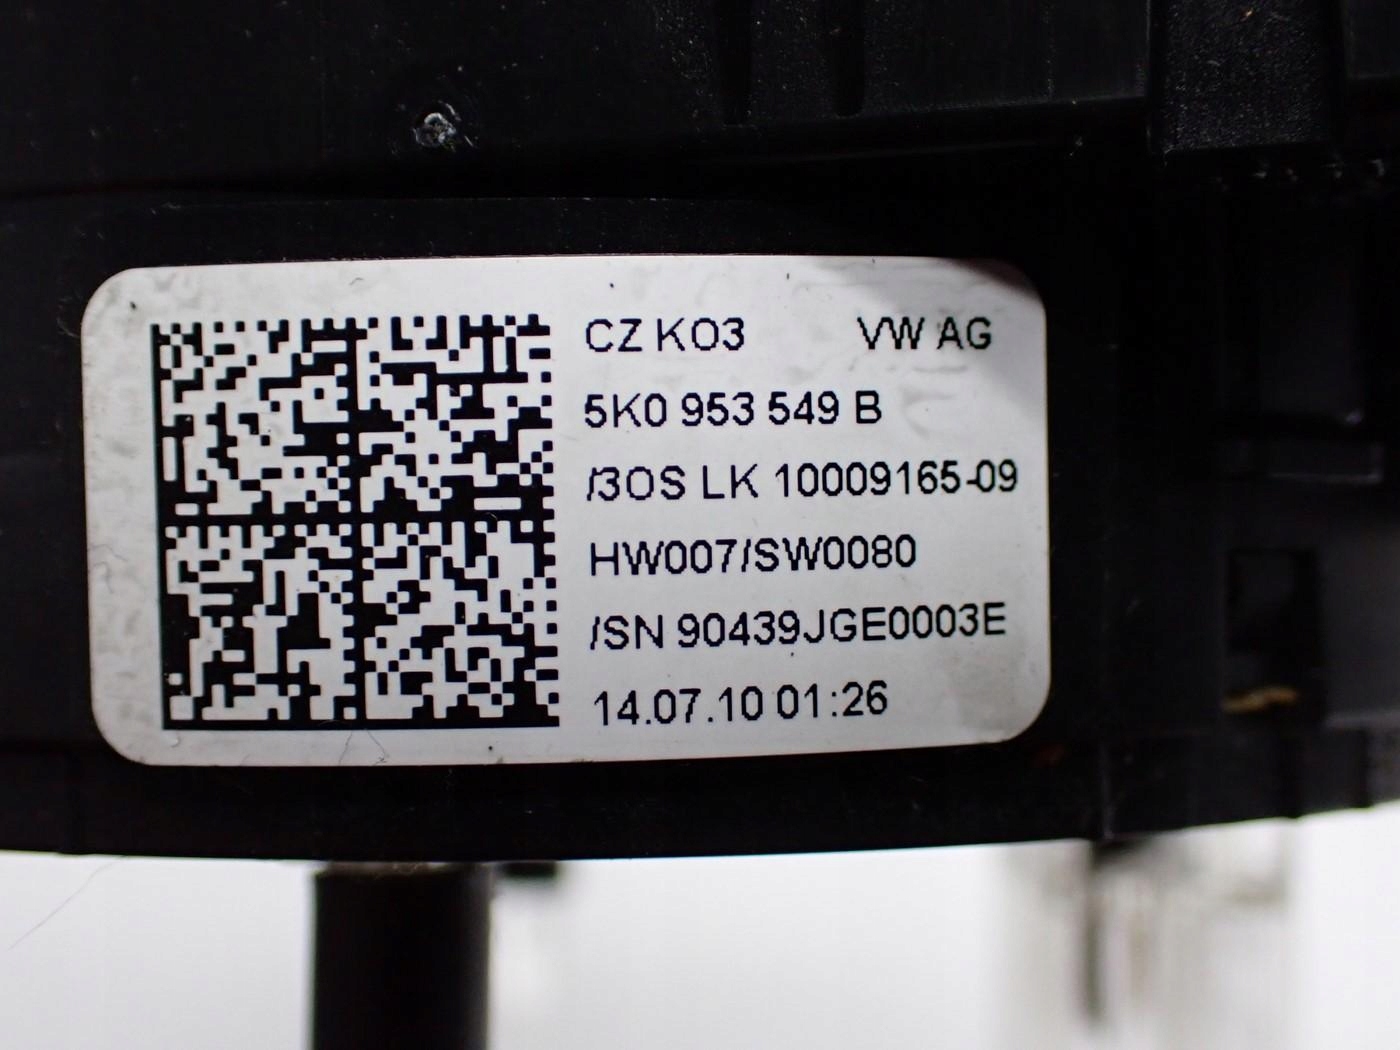 CZ KO3 VW AG
5K0 953 549 B
/3OS LK 10009165-09
HW007/SW0080
/SN 90439JGE0003E
14.07.10 01:26